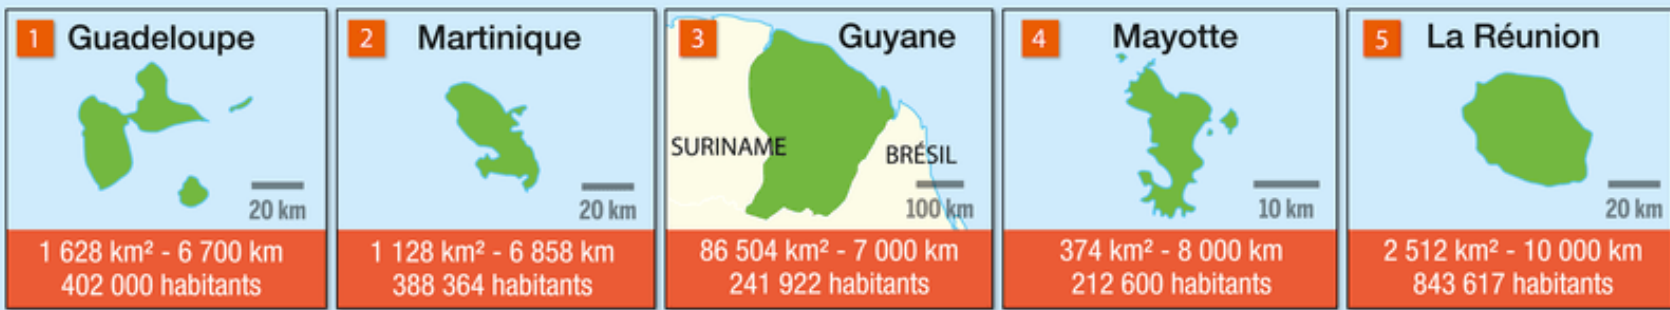 1 Guadeloupe
20 km
1 628 km² - 6 700 km
402 000 habitants
2 Martinique
20 km
1 128 km² - 6 858 km
388 364 habitants
3 Guyane
SURINAME
BRÉSIL
100 km
86 504 km² - 7 000 km
241 922 habitants
4 Mayotte
10 km
374 km² - 8 000 km
212 600 habitants
5 La Réunion
20 km
2 512 km² - 10 000 km
843 617 habitants